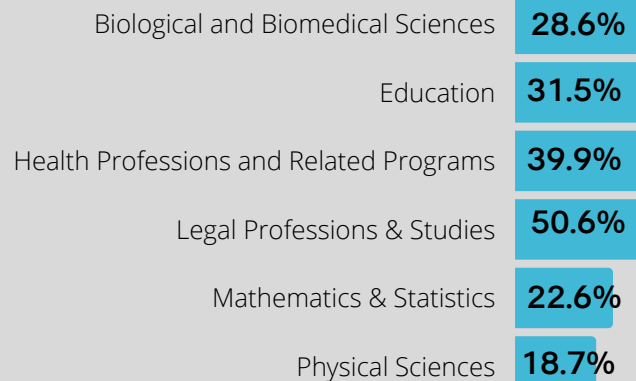 Biological and Biomedical Sciences 28.6%
Education 31.5%
Health Professions and Related Programs 39.9%
Legal Professions & Studies 50.6%
Mathematics & Statistics 22.6%
Physical Sciences 18.7%